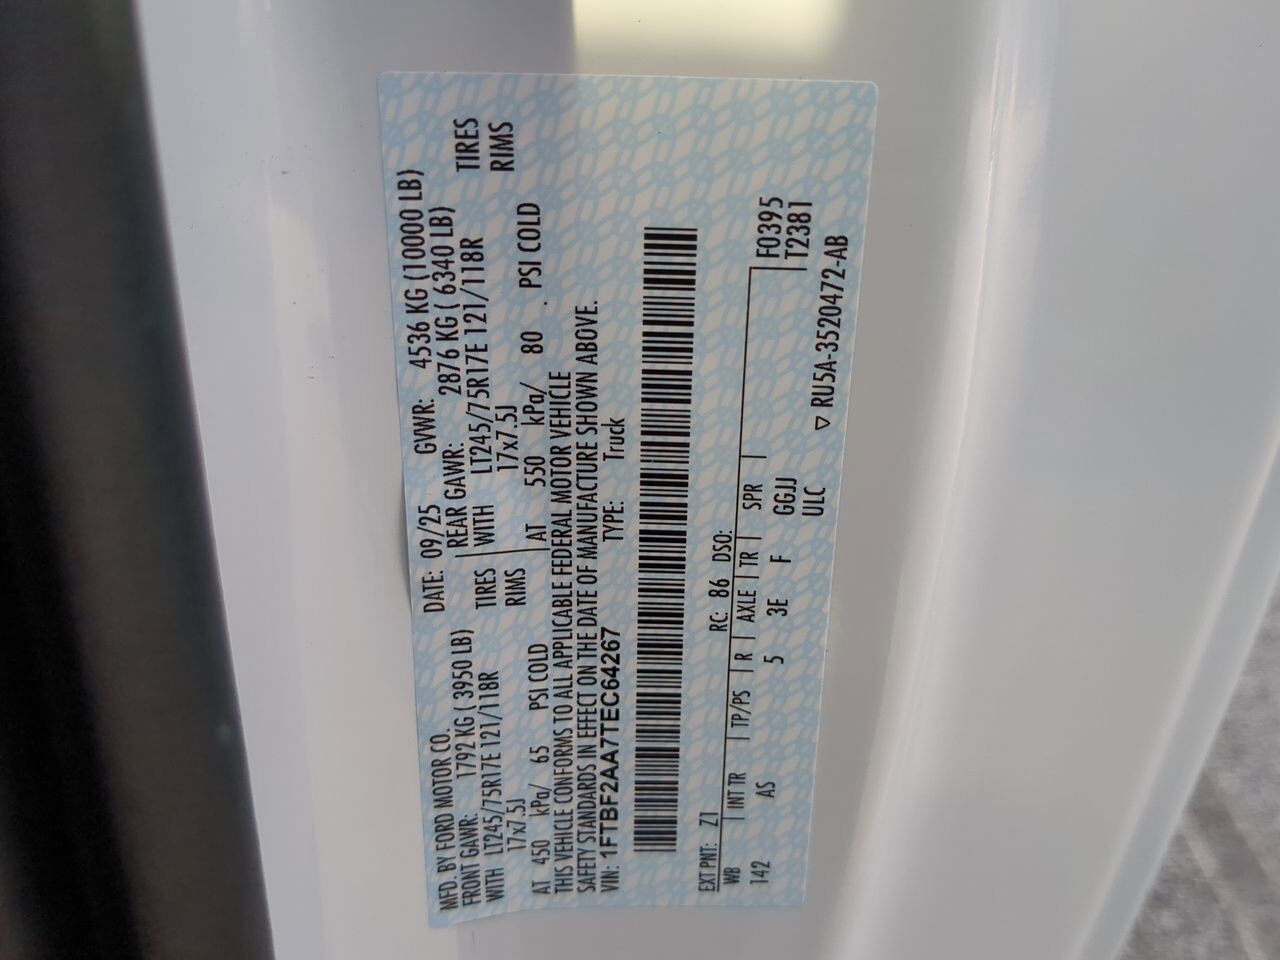 MFD. BY FORD MOTOR CO.
DATE: 09/25 GVWR: 4536 KG (10000 LB)
FRONT GAWR: 1792 KG ( 3950 LB) REAR GAWR: 2876 KG ( 6340 LB)
WITH LT245/75R17E 121/118R TIRES WITH LT245/75R17E 121/118R TIRES
17x7.5J RIMS 17x7.5J RIMS
AT 450 kPa/ 65 PSI COLD AT 550 kPa/ 80 . PSI COLD
THIS VEHICLE CONFORMS TO ALL APPLICABLE FEDERAL MOTOR VEHICLE
SAFETY STANDARDS IN EFFECT ON THE DATE OF MANUFACTURE SHOWN ABOVE.
VIN: 1FTBF2AA7TEC64267 TYPE: Truck
EXT PNT: Z1 RC: 86 DSO:
WB INT TR TP/PS R AXLE TR SPR F0395
142 AS 5 3E F GGJJ T2381
ULC ▽ RU5A-3520472-AB